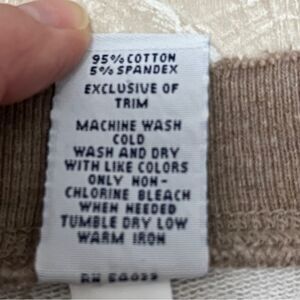 95% COTTON
5% SPANDEX
EXCLUSIVE OF
TRIM
MACHINE WASH
COLD
WASH AND DRY
WITH LIKE COLORS
ONLY NON-
CHLORINE BLEACH
WHEN NEEDED
TUMBLE DRY LOW
WARM IRON
RN